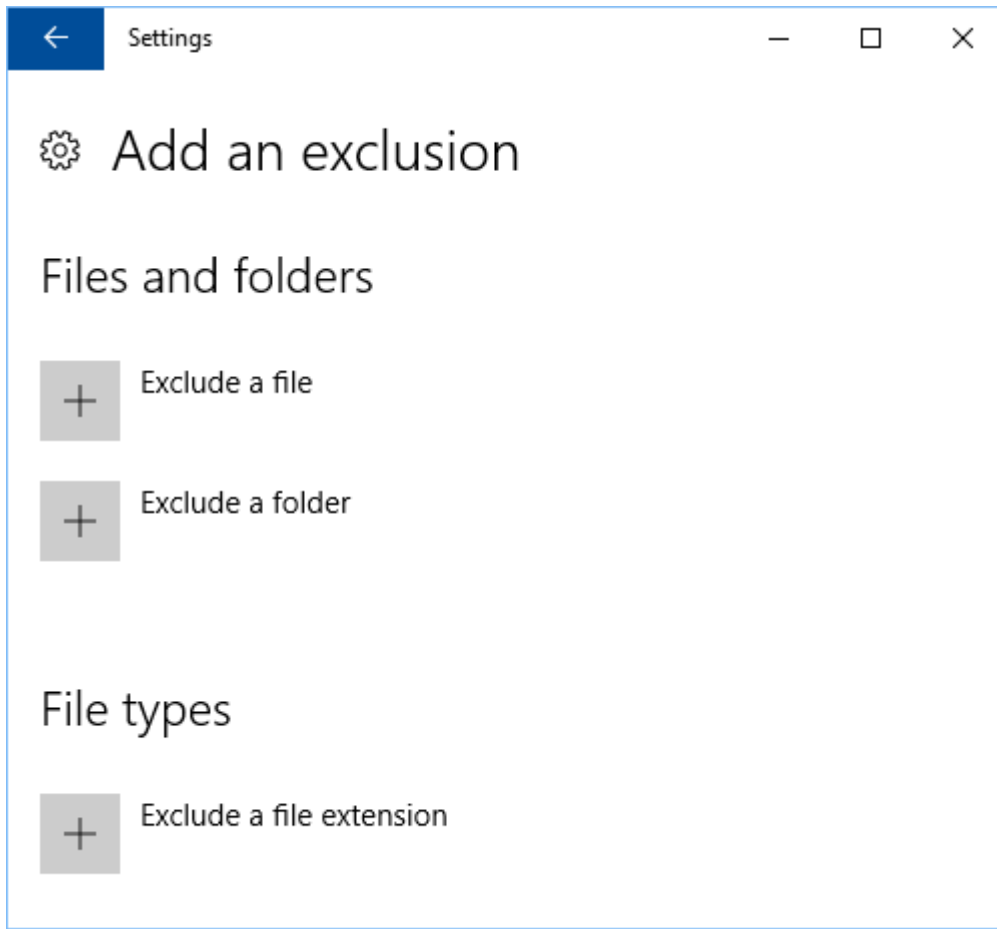 Settings
Add an exclusion
Files and folders
Exclude a file
Exclude a folder
File types
Exclude a file extension